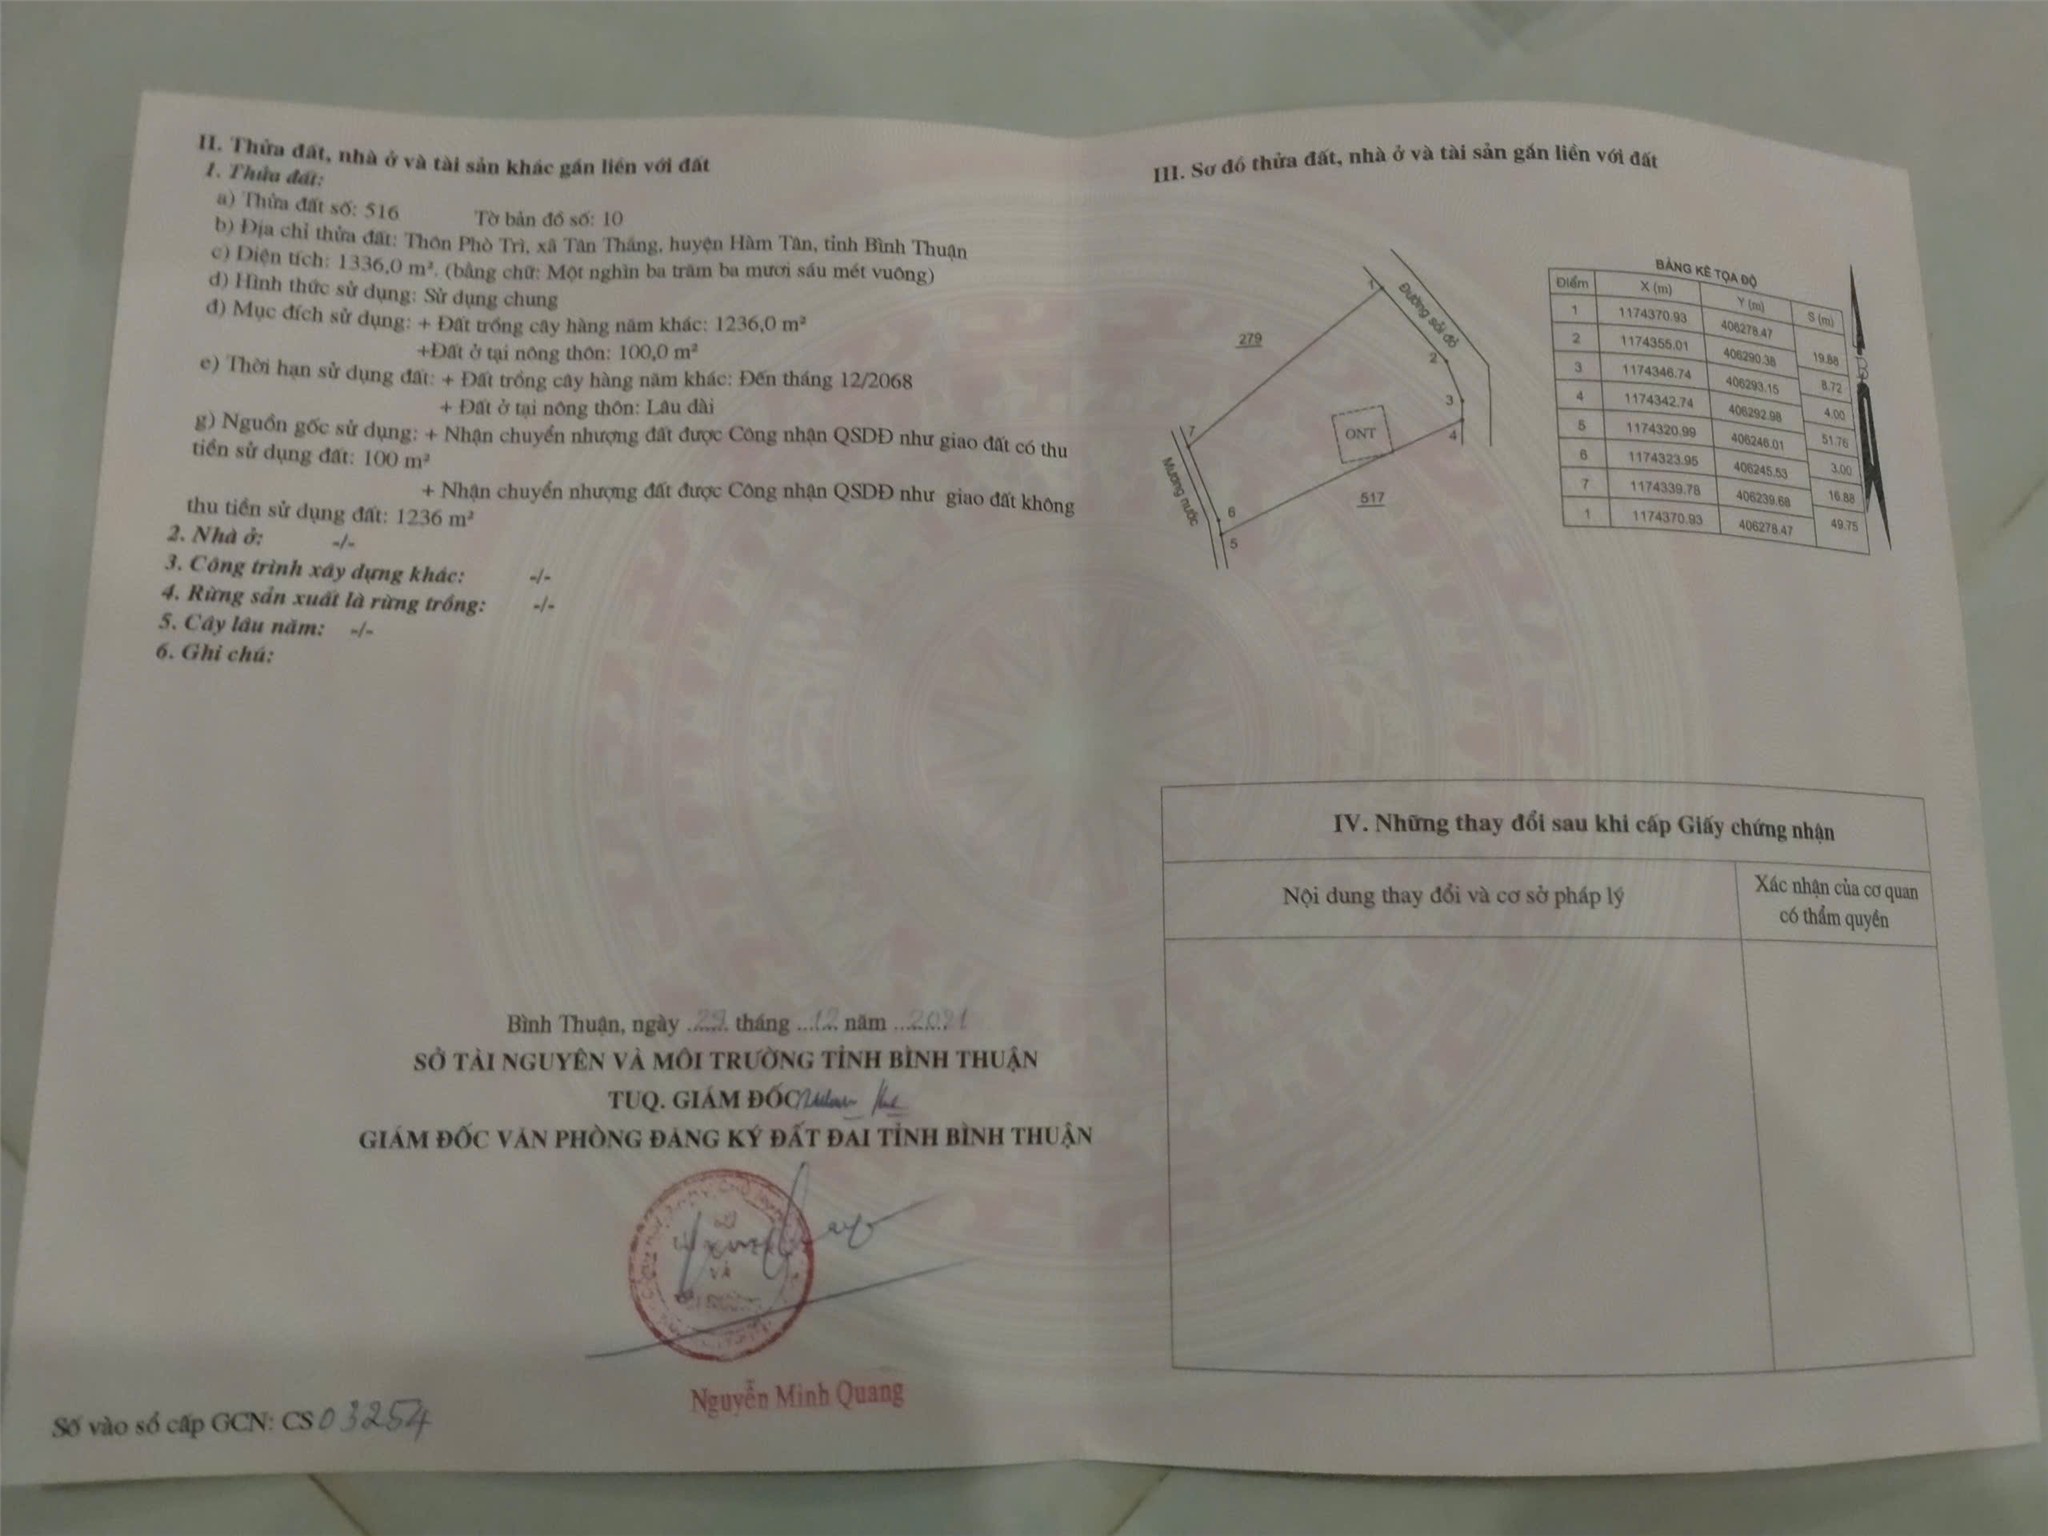 II. Thửa đất, nhà ở và tài sản khác gắn liền với đất
1. Thửa đất:
a) Thửa đất số: 516 Tờ bản đồ số: 10
b) Địa chỉ thửa đất: Thôn Phò Trì, xã Tân Thắng, huyện Hàm Tân, tỉnh Bình Thuận
c) Diện tích: 1336,0 m². (bằng chữ: Một nghìn ba trăm ba mươi sáu mét vuông)
d) Hình thức sử dụng: Sử dụng chung
đ) Mục đích sử dụng: + Đất trồng cây hàng năm khác: 1236,0 m²
+Đất ở tại nông thôn: 100,0 m²
e) Thời hạn sử dụng đất: + Đất trồng cây hàng năm khác: Đến tháng 12/2068
+ Đất ở tại nông thôn: Lâu dài
g) Nguồn gốc sử dụng: + Nhận chuyển nhượng đất được Công nhận QSDĐ như giao đất có thu
tiền sử dụng đất: 100 m²
+ Nhận chuyển nhượng đất được Công nhận QSDĐ như giao đất không
thu tiền sử dụng đất: 1236 m²
2. Nhà ở: -/-
3. Công trình xây dựng khác: -/-
4. Rừng sản xuất là rừng trồng: -/-
5. Cây lâu năm: -/-
6. Ghi chú:
Bình Thuận, ngày 29 tháng 12 năm 2021
SỞ TÀI NGUYÊN VÀ MÔI TRƯỜNG TỈNH BÌNH THUẬN
TUQ. GIÁM ĐỐC
GIÁM ĐỐC VĂN PHÒNG ĐĂNG KÝ ĐẤT ĐAI TỈNH BÌNH THUẬN
Nguyễn Minh Quang
Số vào sổ cấp GCN: CS 03254
III. Sơ đồ thửa đất, nhà ở và tài sản gắn liền với đất
1
Đường sỏi đỏ
279
2
3
4
ONT
7
Mương nước
517
6
5
BẢNG KÊ TỌA ĐỘ
Điểm X (m) Y (m) S (m)
1 1174370.93 406278.47
19.88
2 1174355.01 406290.38
8.72
3 1174346.74 406293.15
4.00
4 1174342.74 406292.98
51.76
5 1174320.99 406246.01
3.00
6 1174323.95 406245.53
16.88
7 1174339.78 406239.68
49.75
1 1174370.93 406278.47
B
IV. Những thay đổi sau khi cấp Giấy chứng nhận
Nội dung thay đổi và cơ sở pháp lý
Xác nhận của cơ quan
có thẩm quyền